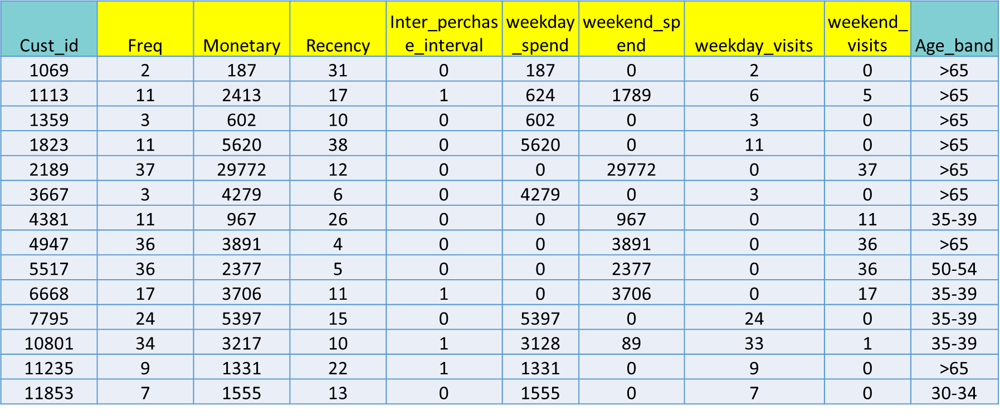 Cust_id Freq Monetary Recency Inter_perchas e_interval weekday _spend weekend_sp end weekday_visits weekend_ visits Age_band
1069 2 187 31 0 187 0 2 0 >65
1113 11 2413 17 1 624 1789 6 5 >65
1359 3 602 10 0 602 0 3 0 >65
1823 11 5620 38 0 5620 0 11 0 >65
2189 37 29772 12 0 0 29772 0 37 >65
3667 3 4279 6 0 4279 0 3 0 >65
4381 11 967 26 0 0 967 0 11 35-39
4947 36 3891 4 0 0 3891 0 36 >65
5517 36 2377 5 0 0 2377 0 36 50-54
6668 17 3706 11 1 0 3706 0 17 35-39
7795 24 5397 15 0 5397 0 24 0 35-39
10801 34 3217 10 1 3128 89 33 1 35-39
11235 9 1331 22 1 1331 0 9 0 >65
11853 7 1555 13 0 1555 0 7 0 30-34